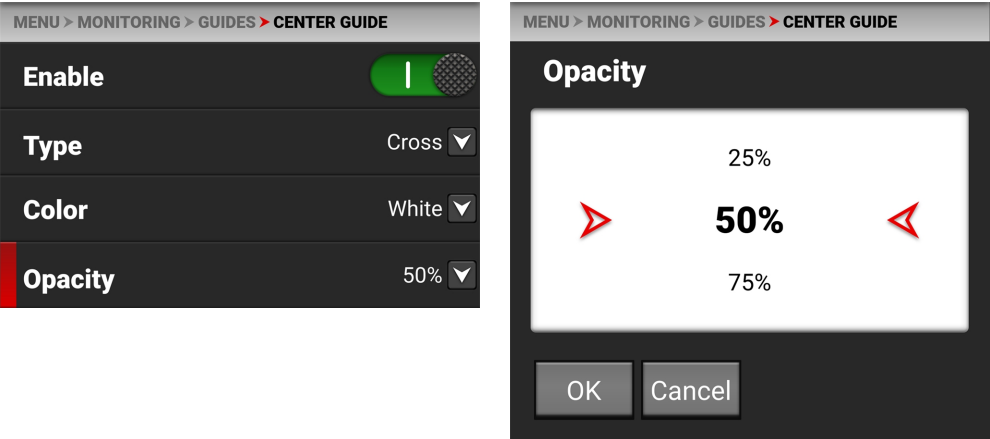 MENU > MONITORING > GUIDES > CENTER GUIDE
Enable
Type Cross
Color White
Opacity 50%
MENU > MONITORING > GUIDES > CENTER GUIDE
Opacity
25%
50%
75%
OK Cancel